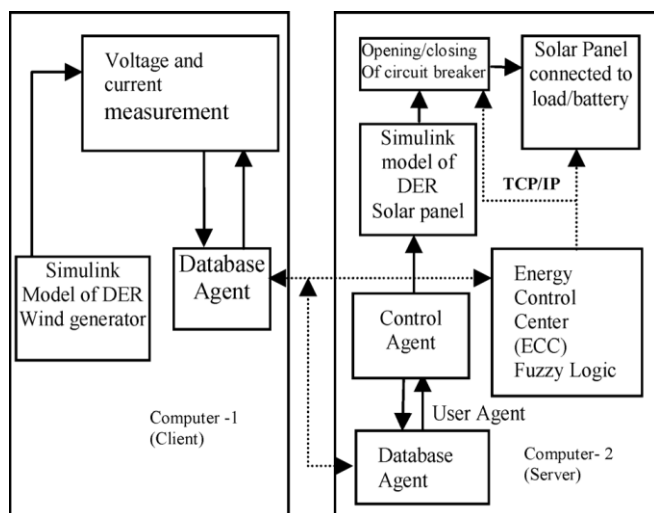 Voltage and
current
measurement
Simulink
Model of DER
Wind generator
Database
Agent
Computer -1
(Client)
Opening/closing
Of circuit breaker
Solar Panel
connected to
load/battery
Simulink
model of
DER
Solar panel
TCP/IP
Energy
Control
Center
(ECC)
Fuzzy Logic
Control
Agent
User Agent
Database
Agent
Computer- 2
(Server)